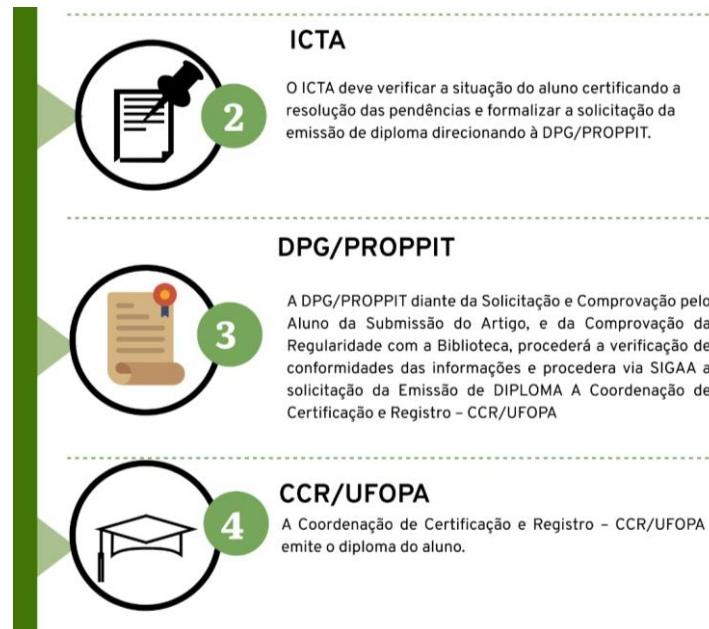 ICTA
2
O ICTA deve verificar a situação do aluno certificando a
resolução das pendências e formalizar a solicitação da
emissão de diploma direcionando à DPG/PROPPIT.
DPG/PROPPIT
3
A DPG/PROPPIT diante da Solicitação e Comprovação pelo
Aluno da Submissão do Artigo, e da Comprovação da
Regularidade com a Biblioteca, procederá a verificação de
conformidades das informações e procedera via SIGAA a
solicitação da Emissão de DIPLOMA A Coordenação de
Certificação e Registro – CCR/UFOPA
CCR/UFOPA
4
A Coordenação de Certificação e Registro – CCR/UFOPA
emite o diploma do aluno.